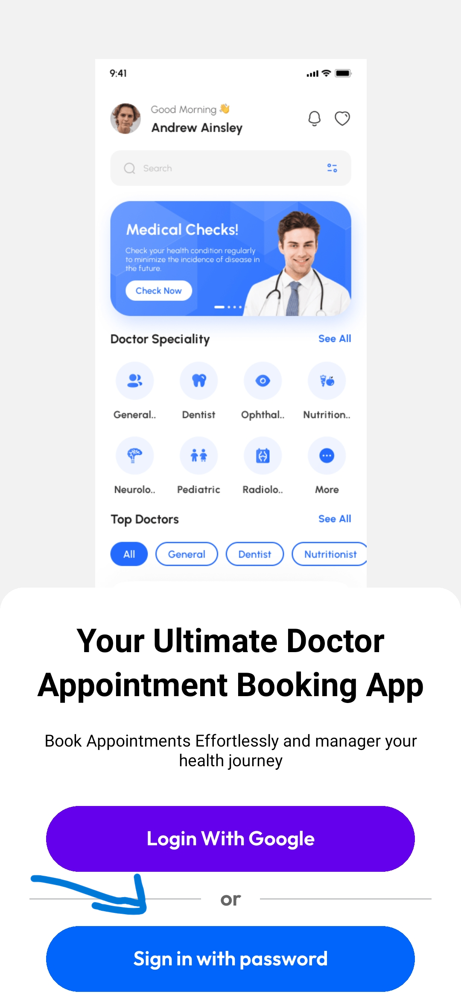 9:41
Good Morning 👋
Andrew Ainsley
Search
Medical Checks!
Check your health condition regularly
to minimize the incidence of disease in
the future.
Check Now
Doctor Speciality See All
General.. Dentist Ophthal.. Nutrition..
Neurolo.. Pediatric Radiolo.. More
Top Doctors See All
All General Dentist Nutritionist
Your Ultimate Doctor
Appointment Booking App
Book Appointments Effortlessly and manager your
health journey
Login With Google
or
Sign in with password